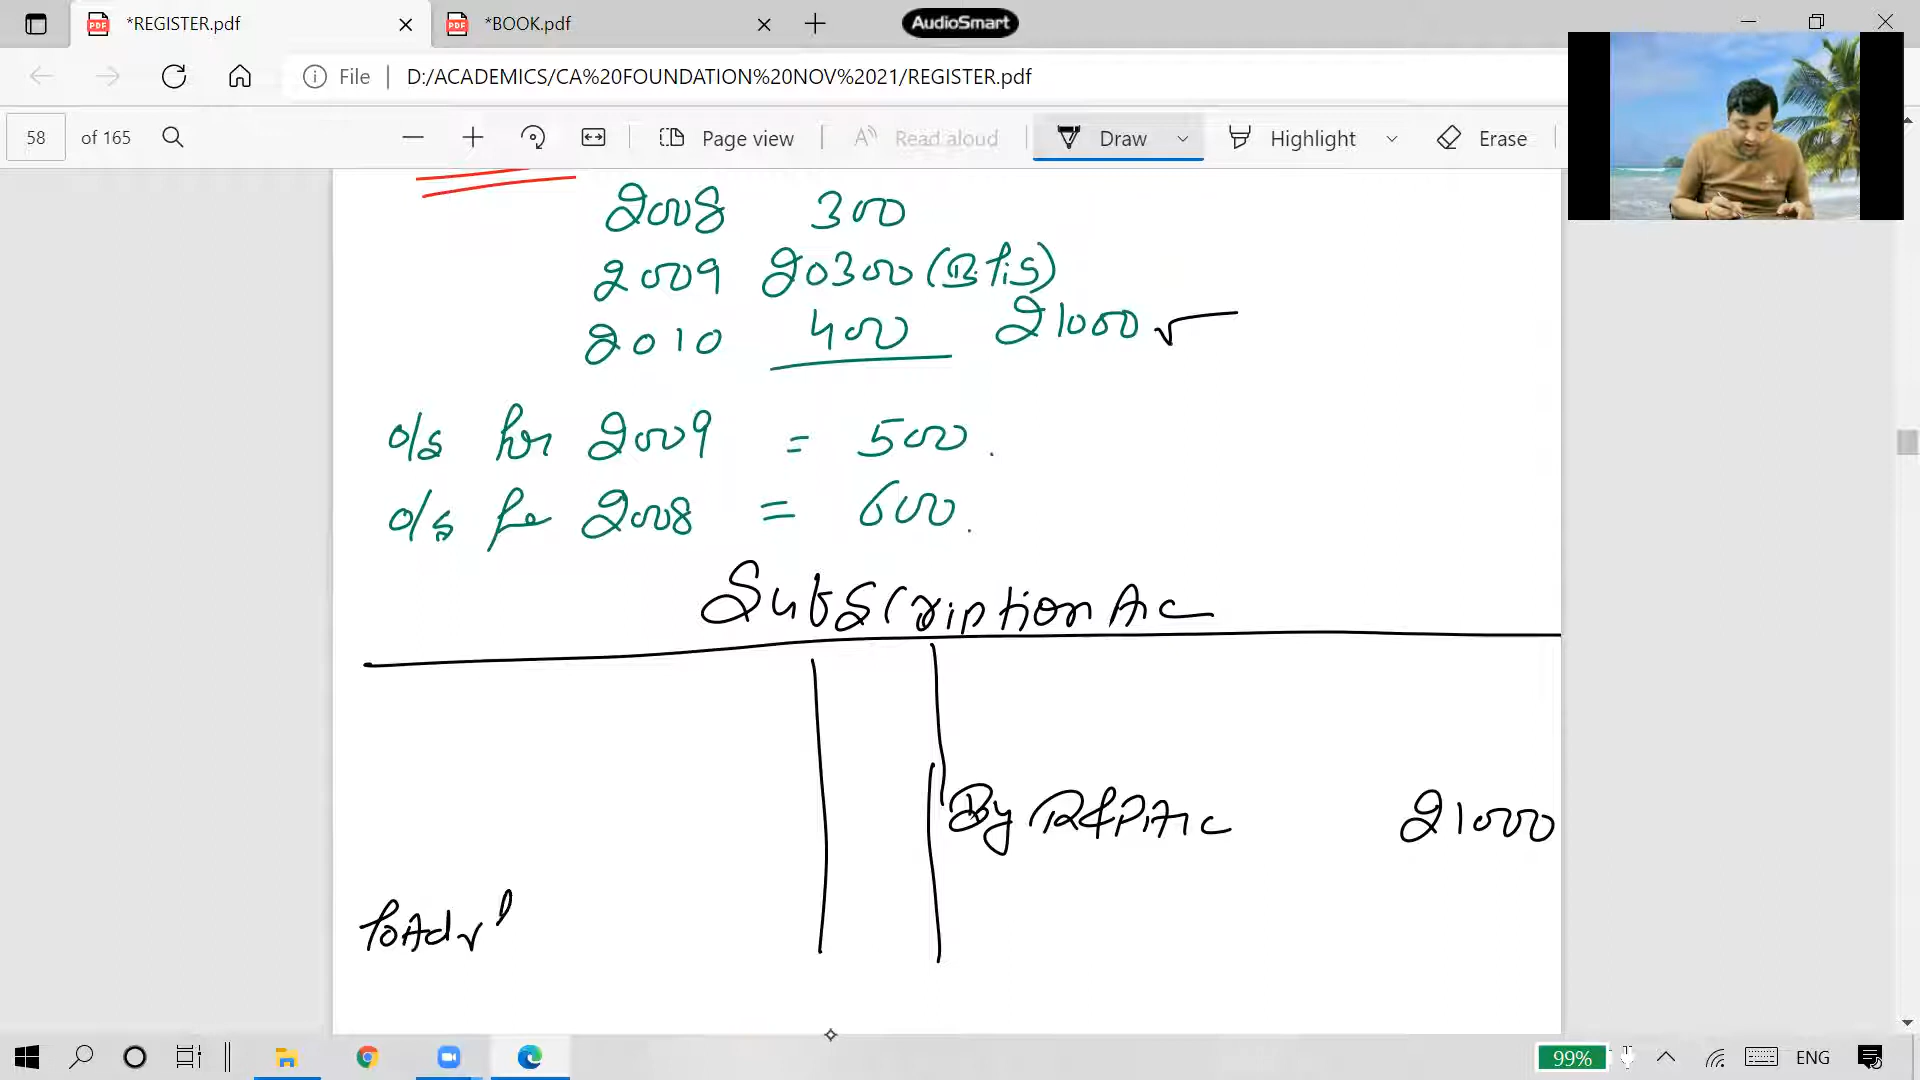 *REGISTER.pdf
*BOOK.pdf
AudioSmart
File
D:/ACADEMICS/CA%20FOUNDATION%20NOV%2021/REGISTER.pdf
58 of 165
Page view
Read aloud
Draw
Highlight
Erase
2008 300
2009 20300 (B.f.s)
2010 400 21000 √
o/s for 2009 = 500.
o/s for 2008 = 600.
Subscription A/c
By R&P A/c 21000
To Adv
99%
ENG